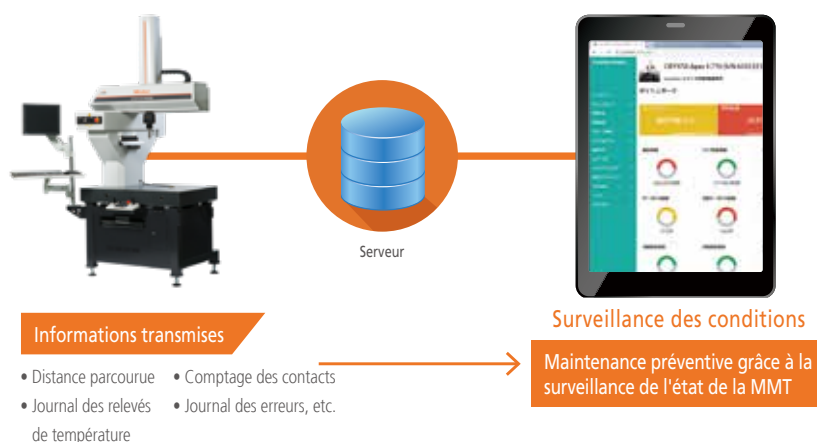 Serveur
Informations transmises
• Distance parcourue
• Comptage des contacts
• Journal des relevés
de température
• Journal des erreurs, etc.
Surveillance des conditions
Maintenance préventive grâce à la
surveillance de l'état de la MMT